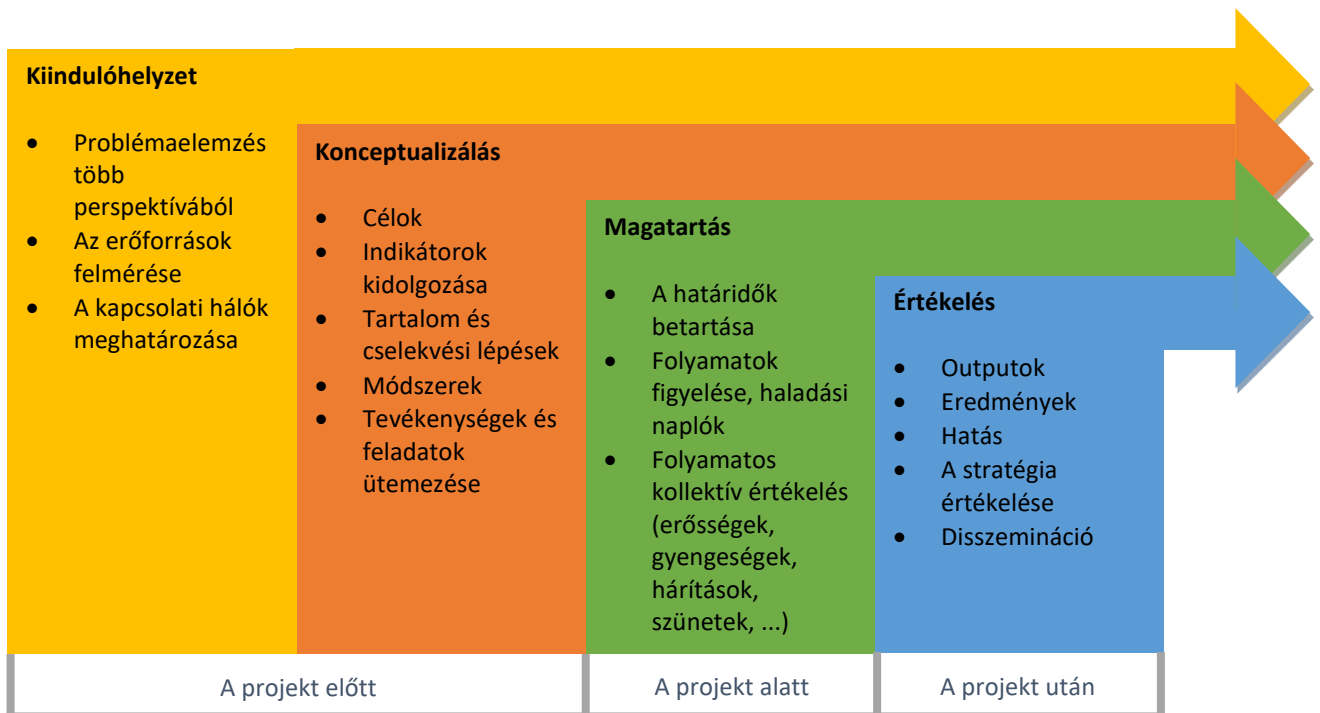 Kiindulóhelyzet
• Problémaelemzés
több
perspektívából
• Az erőforrások
felmérése
• A kapcsolati hálók
meghatározása
Konceptualizálás
• Célok
• Indikátorok
kidolgozása
• Tartalom és
cselekvési lépések
• Módszerek
• Tevékenységek és
feladatok
ütemezése
Magatartás
• A határidők
betartása
• Folyamatok
figyelése, haladási
naplók
• Folyamatos
kollektív értékelés
(erősségek,
gyengeségek,
hárítások,
szünetek, ...)
Értékelés
• Outputok
• Eredmények
• Hatás
• A stratégia
értékelése
• Disszemináció
A projekt előtt
A projekt alatt
A projekt után